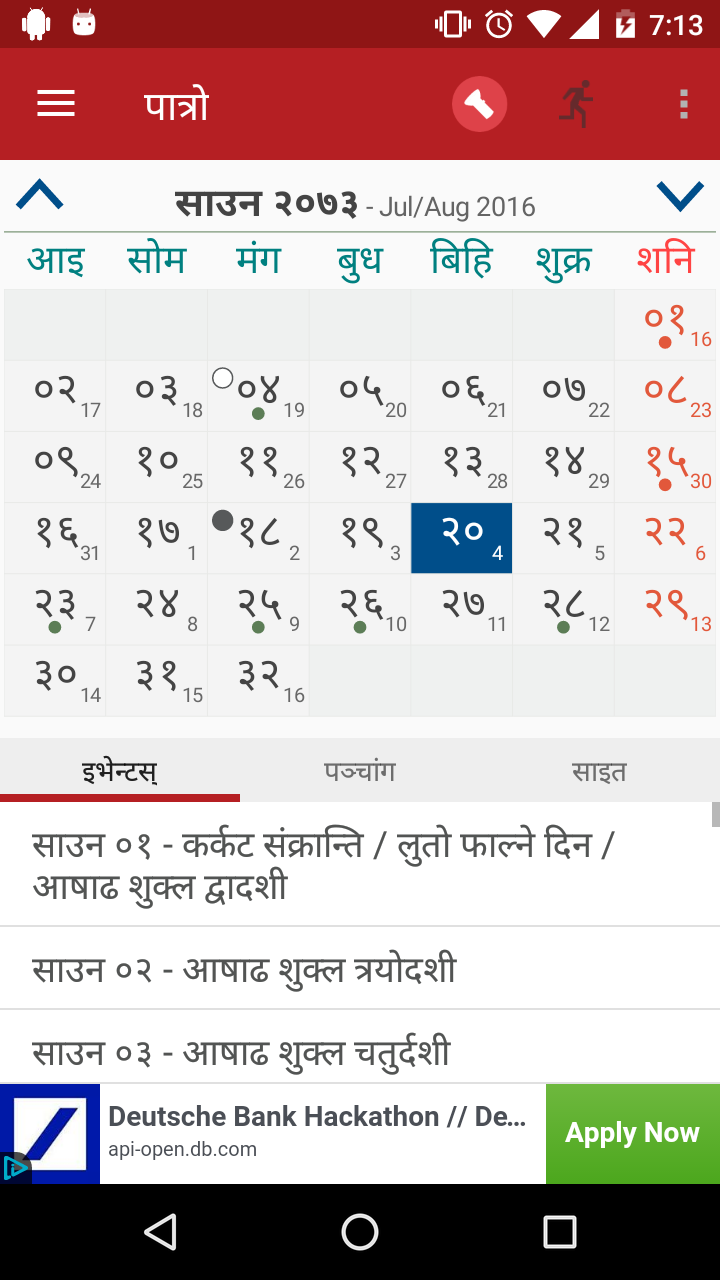 7:13
पात्रो
साउन २०७३ - Jul/Aug 2016
आइ सोम मंग बुध बिहि शुक्र शनि
०१ 16
०२ 17 ०३ 18 ०४ 19 ०५ 20 ०६ 21 ०७ 22 ०८ 23
०९ 24 १० 25 ११ 26 १२ 27 १३ 28 १४ 29 १५ 30
१६ 31 १७ 1 १८ 2 १९ 3 २० 4 २१ 5 २२ 6
२३ 7 २४ 8 २५ 9 २६ 10 २७ 11 २८ 12 २९ 13
३० 14 ३१ 15 ३२ 16
इभेन्टस् पञ्चांग साइत
साउन ०१ - कर्कट संक्रान्ति / लुतो फाल्ने दिन /
आषाढ शुक्ल द्वादशी
साउन ०२ - आषाढ शुक्ल त्रयोदशी
साउन ०३ - आषाढ शुक्ल चतुर्दशी
Deutsche Bank Hackathon // De...
api-open.db.com
Apply Now